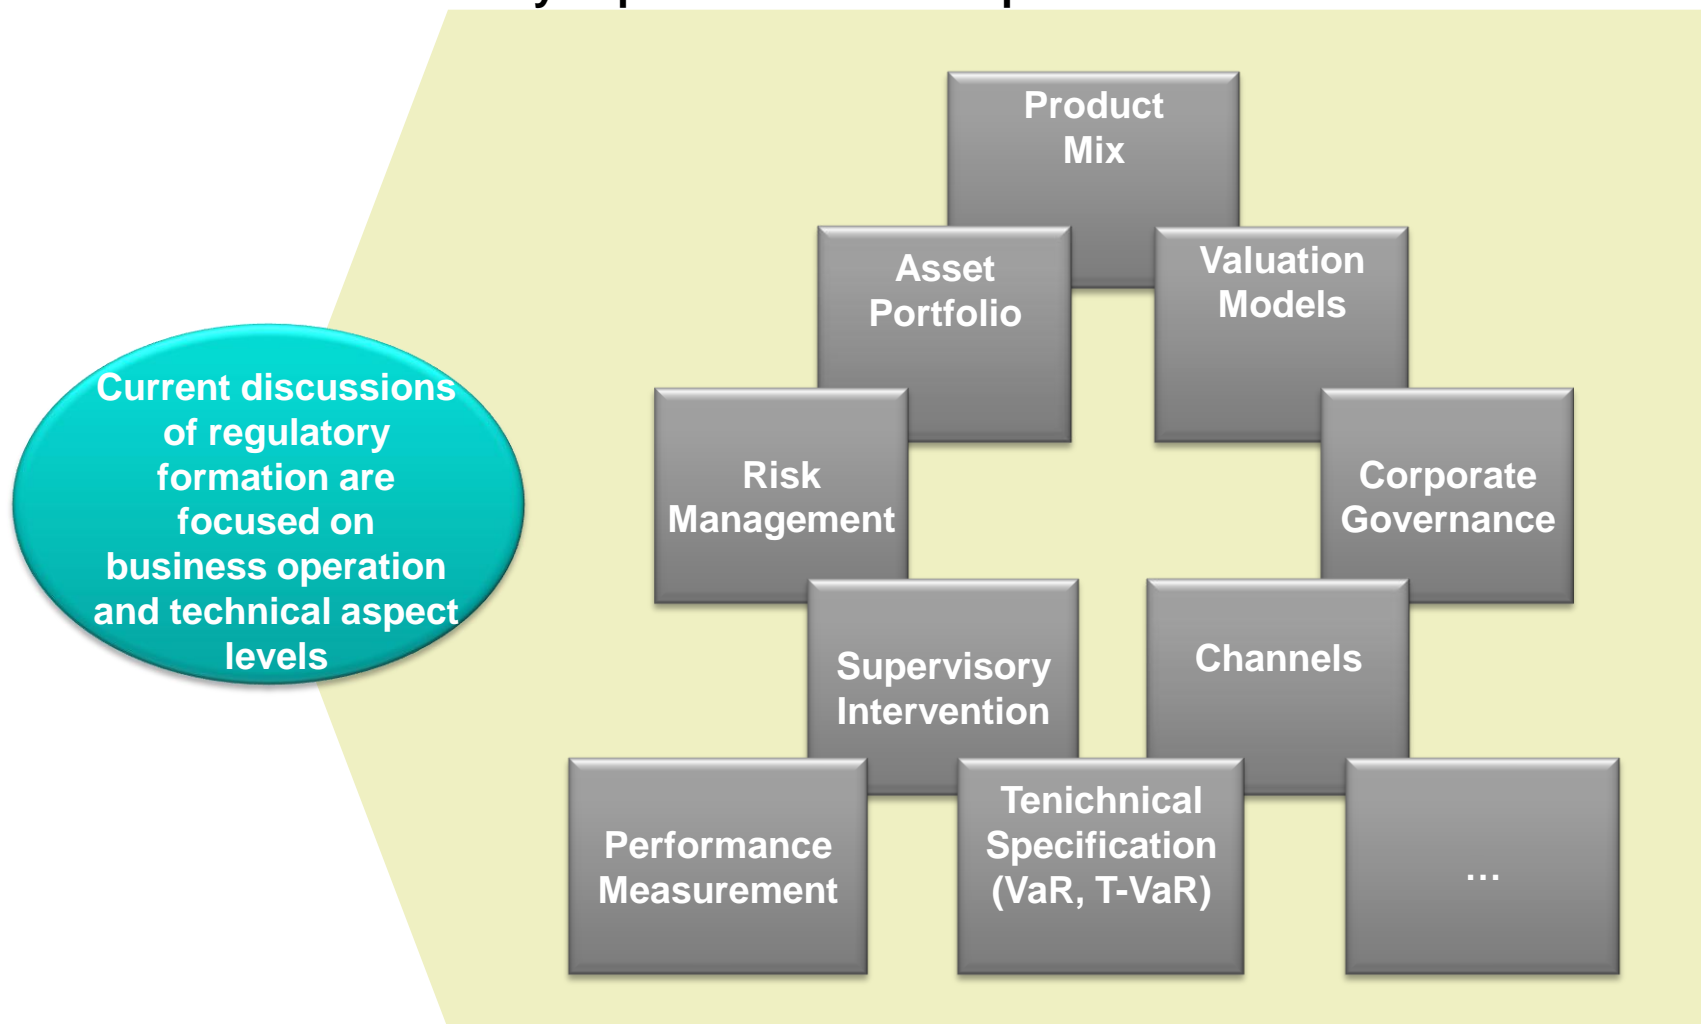 Current discussions
of regulatory
formation are
focused on
business operation
and technical aspect
levels
Product
Mix
Asset
Portfolio
Valuation
Models
Risk
Management
Corporate
Governance
Supervisory
Intervention
Channels
Performance
Measurement
Tenichnical
Specification
(VaR, T-VaR)
...